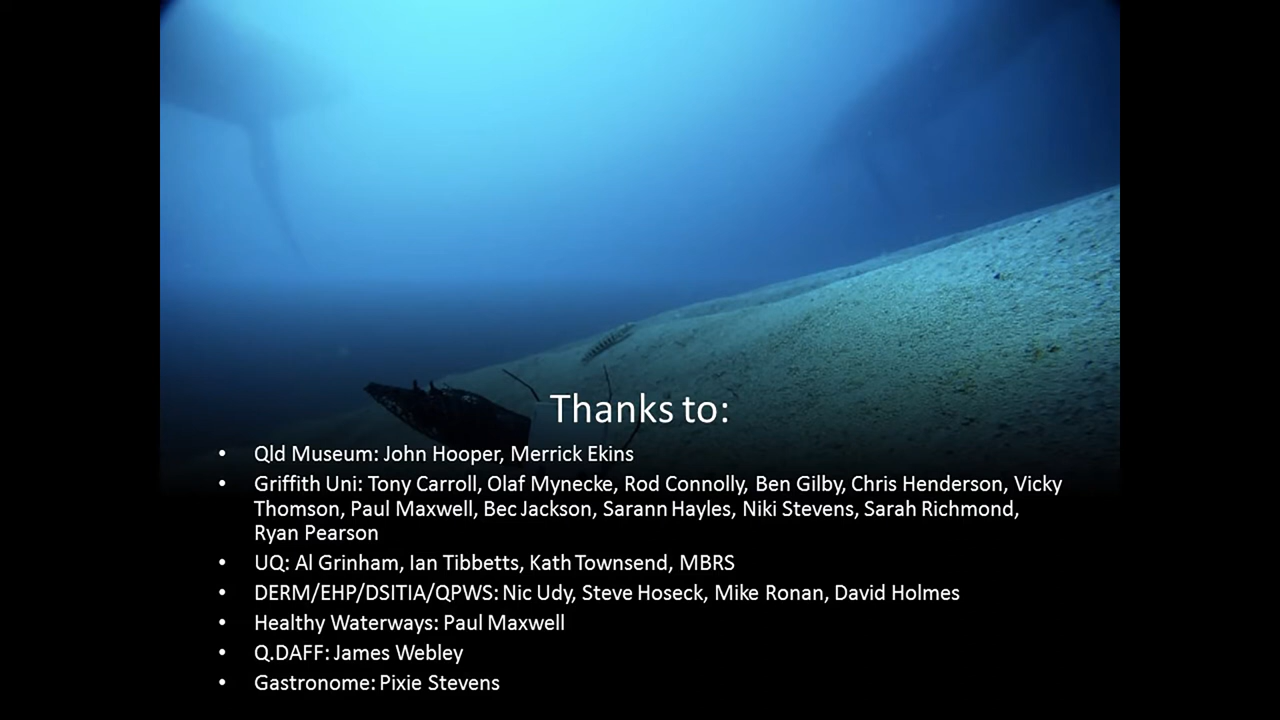 Thanks to:
• Qld Museum: John Hooper, Merrick Ekins
• Griffith Uni: Tony Carroll, Olaf Mynecke, Rod Connolly, Ben Gilby, Chris Henderson, Vicky
Thomson, Paul Maxwell, Bec Jackson, Sarann Hayles, Niki Stevens, Sarah Richmond,
Ryan Pearson
• UQ: Al Grinham, Ian Tibbetts, Kath Townsend, MBRS
• DERM/EHP/DSITIA/QPWS: Nic Udy, Steve Hoseck, Mike Ronan, David Holmes
• Healthy Waterways: Paul Maxwell
• Q.DAFF: James Webley
• Gastronome: Pixie Stevens